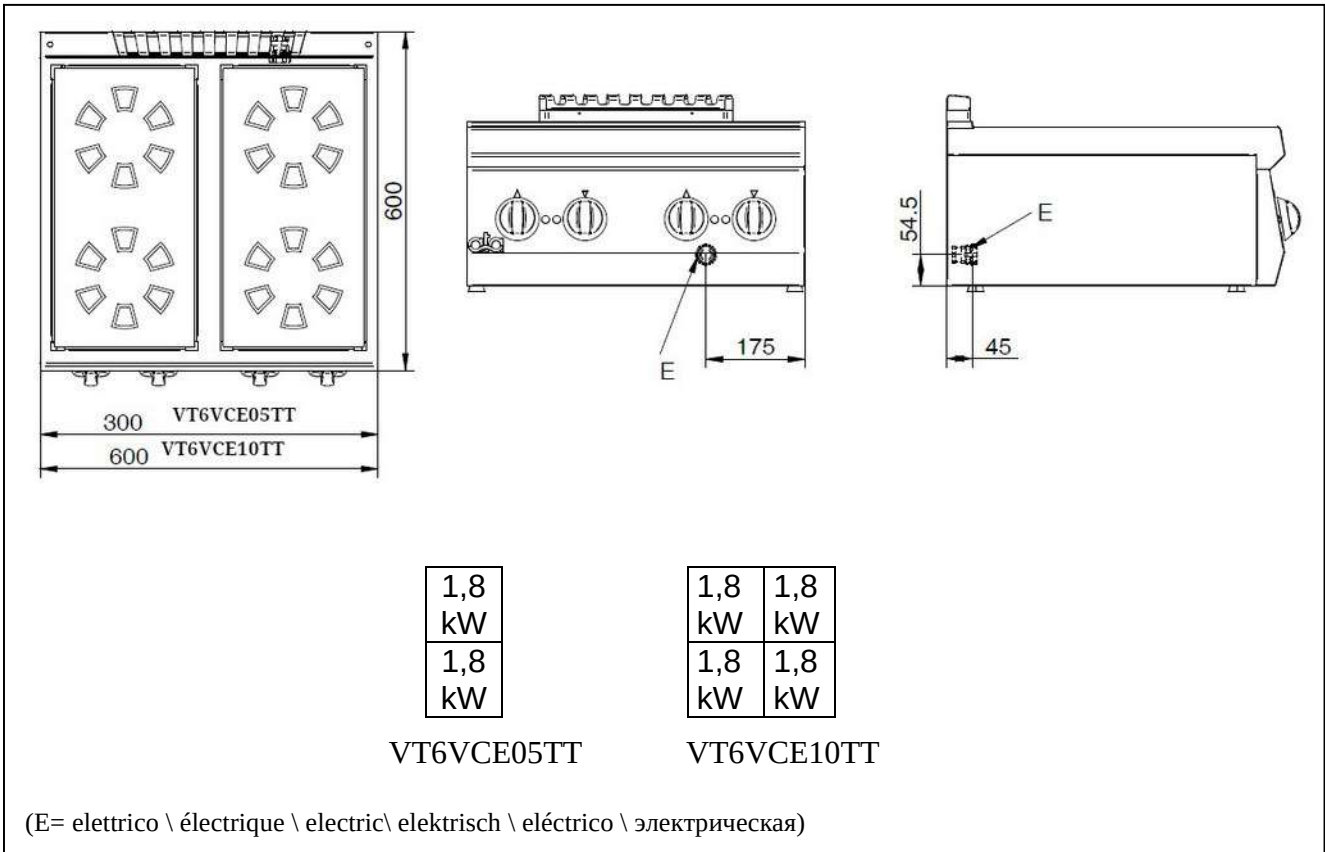 600
54.5
E
E
175
45
300 VT6VCE05TT
600 VT6VCE10TT
1,8 kW
1,8 kW
1,8 kW 1,8 kW
1,8 kW 1,8 kW
VT6VCE05TT VT6VCE10TT
(E= elettrico \ électrique \ electric\ elektrisch \ eléctrico \ электрическая)